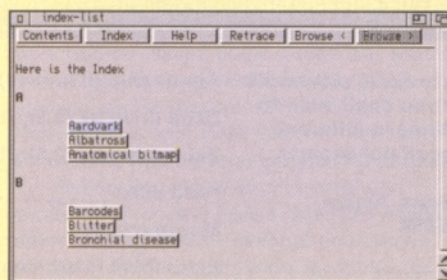 index-list
Contents Index Help Retrace Browse < Browse >
Here is the Index
A
Aardvark
Albatross
Anatomical bitmap
B
Barcodes
Blitter
Bronchial disease